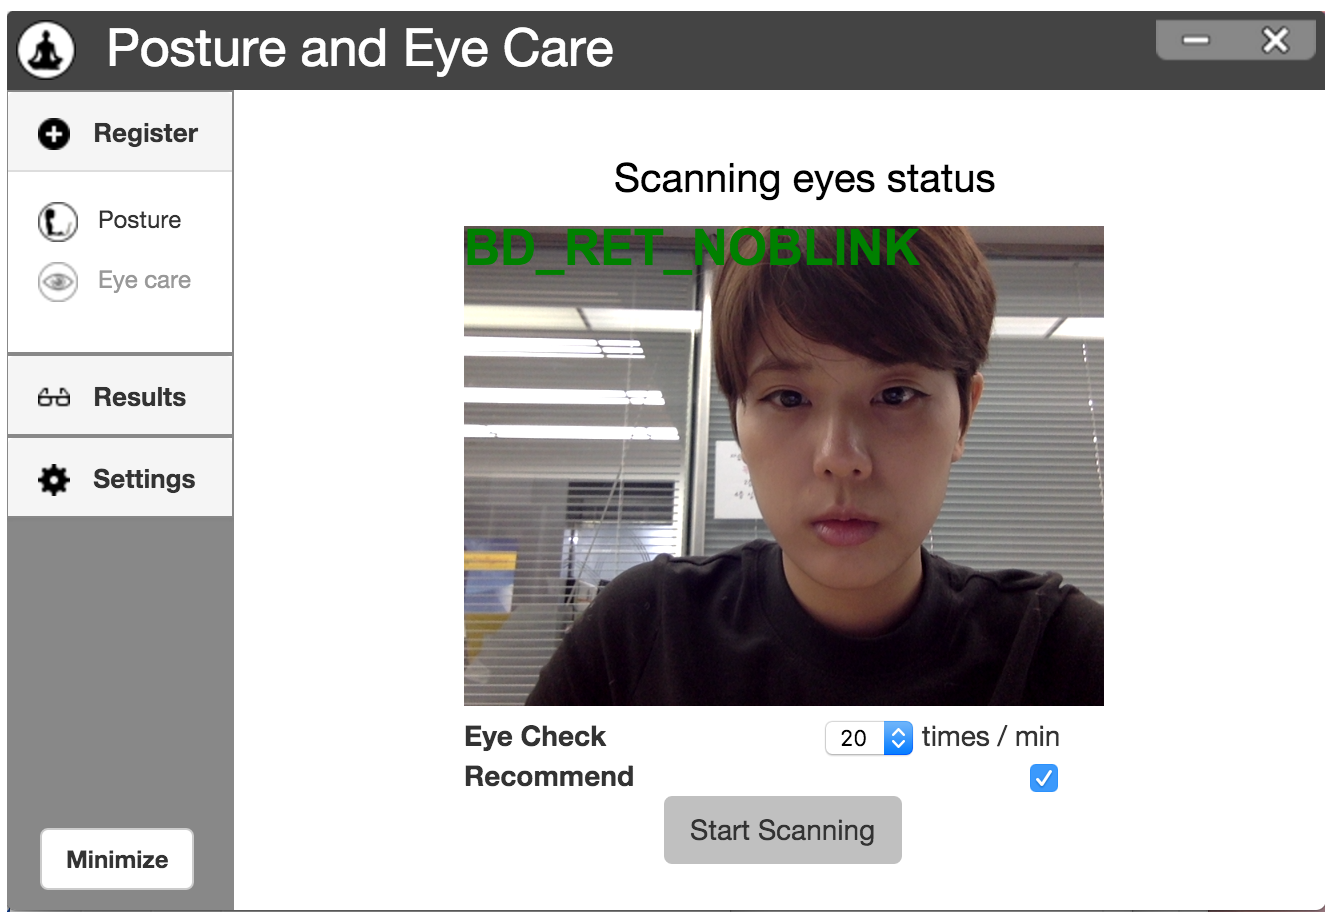 Posture and Eye Care
Register
Posture
Eye care
Results
Settings
Minimize
Scanning eyes status
BD_RET_NOBLINK
Eye Check 20 times / min
Recommend
Start Scanning